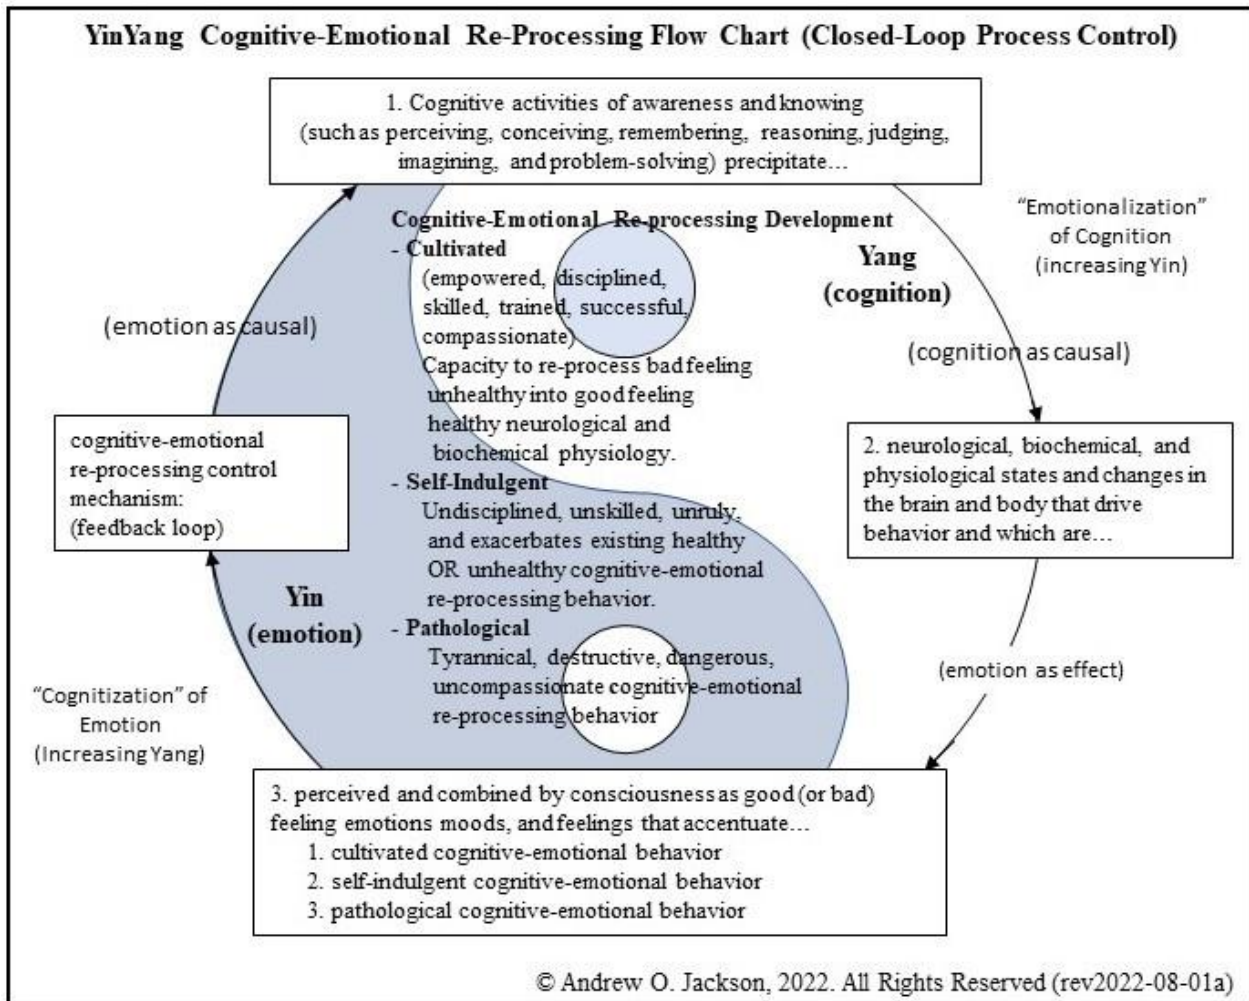 YinYang Cognitive-Emotional Re-Processing Flow Chart (Closed-Loop Process Control)
1. Cognitive activities of awareness and knowing
(such as perceiving, conceiving, remembering, reasoning, judging,
imagining, and problem-solving) precipitate...
"Emotionalization"
of Cognition
(increasing Yin)
Yang
(cognition)
(cognition as causal)
2. neurological, biochemical, and
physiological states and changes in
the brain and body that drive
behavior and which are...
(emotion as effect)
Cognitive-Emotional Re-processing Development
- Cultivated
(empowered, disciplined,
skilled, trained, successful,
compassionate)
Capacity to re-process bad feeling
unhealthy into good feeling
healthy neurological and
biochemical physiology.
- Self-Indulgent
Undisciplined, unskilled, unruly,
and exacerbates existing healthy
OR unhealthy cognitive-emotional
re-processing behavior.
- Pathological
Tyrannical, destructive, dangerous,
uncompassionate cognitive-emotional
re-processing behavior
3. perceived and combined by consciousness as good (or bad)
feeling emotions moods, and feelings that accentuate...
1. cultivated cognitive-emotional behavior
2. self-indulgent cognitive-emotional behavior
3. pathological cognitive-emotional behavior
"Cognitization" of
Emotion
(Increasing Yang)
Yin
(emotion)
cognitive-emotional
re-processing control
mechanism:
(feedback loop)
(emotion as causal)
© Andrew O. Jackson, 2022. All Rights Reserved (rev2022-08-01a)